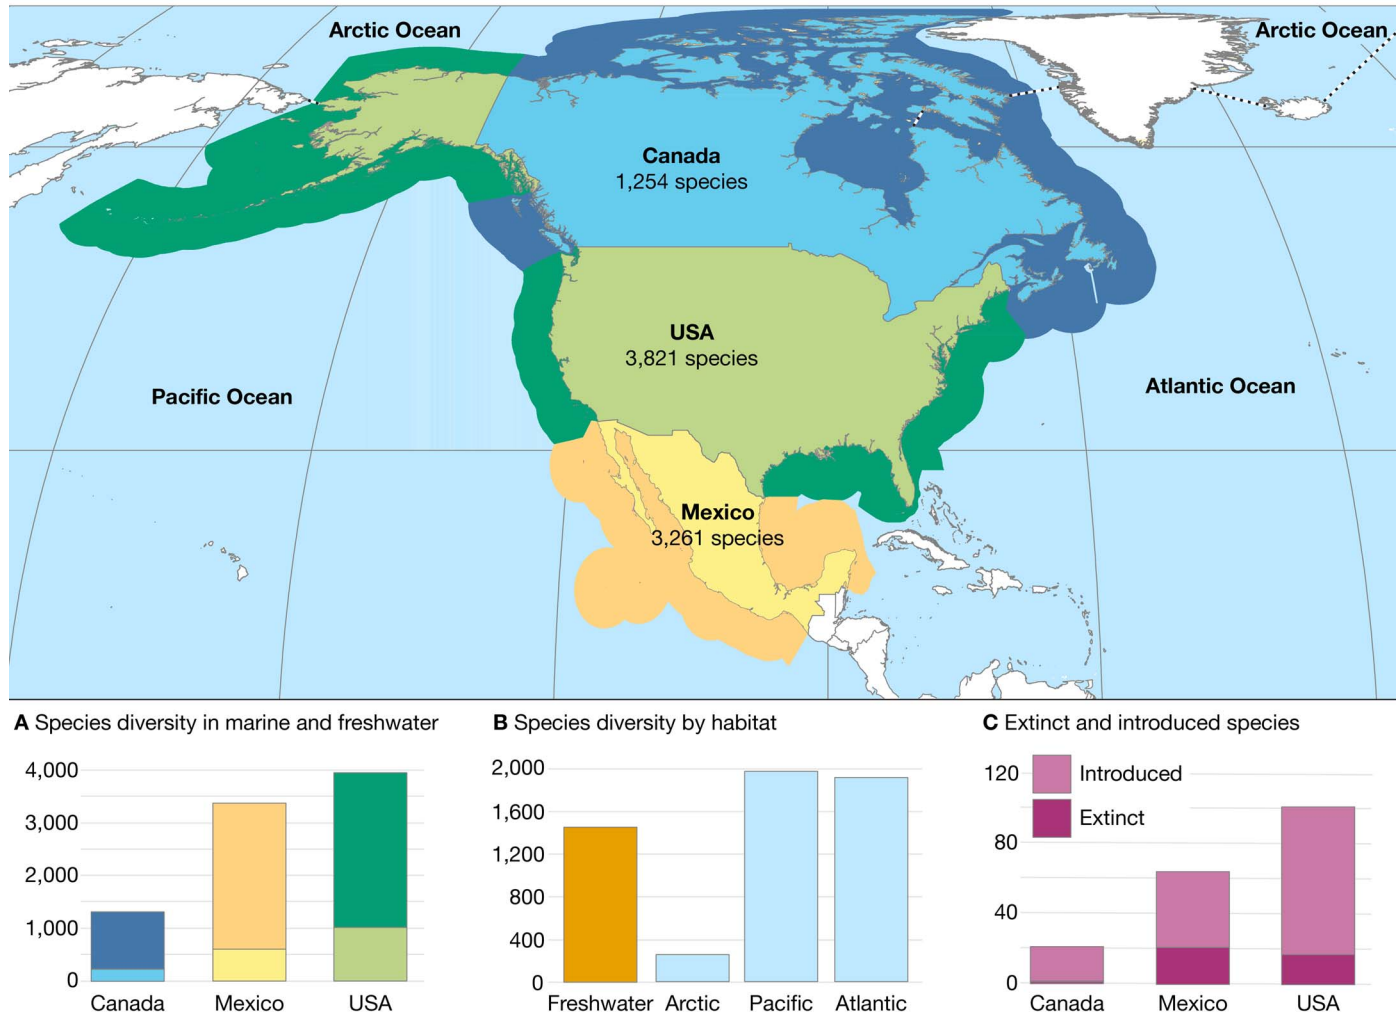 Arctic Ocean
Arctic Ocean
Canada
1,254 species
USA
3,821 species
Pacific Ocean
Atlantic Ocean
Mexico
3,261 species
A Species diversity in marine and freshwater
4,000
3,000
2,000
1,000
0
Canada Mexico USA
B Species diversity by habitat
2,000
1,600
1,200
800
400
0
Freshwater Arctic Pacific Atlantic
C Extinct and introduced species
120
80
40
0
Introduced
Extinct
Canada Mexico USA